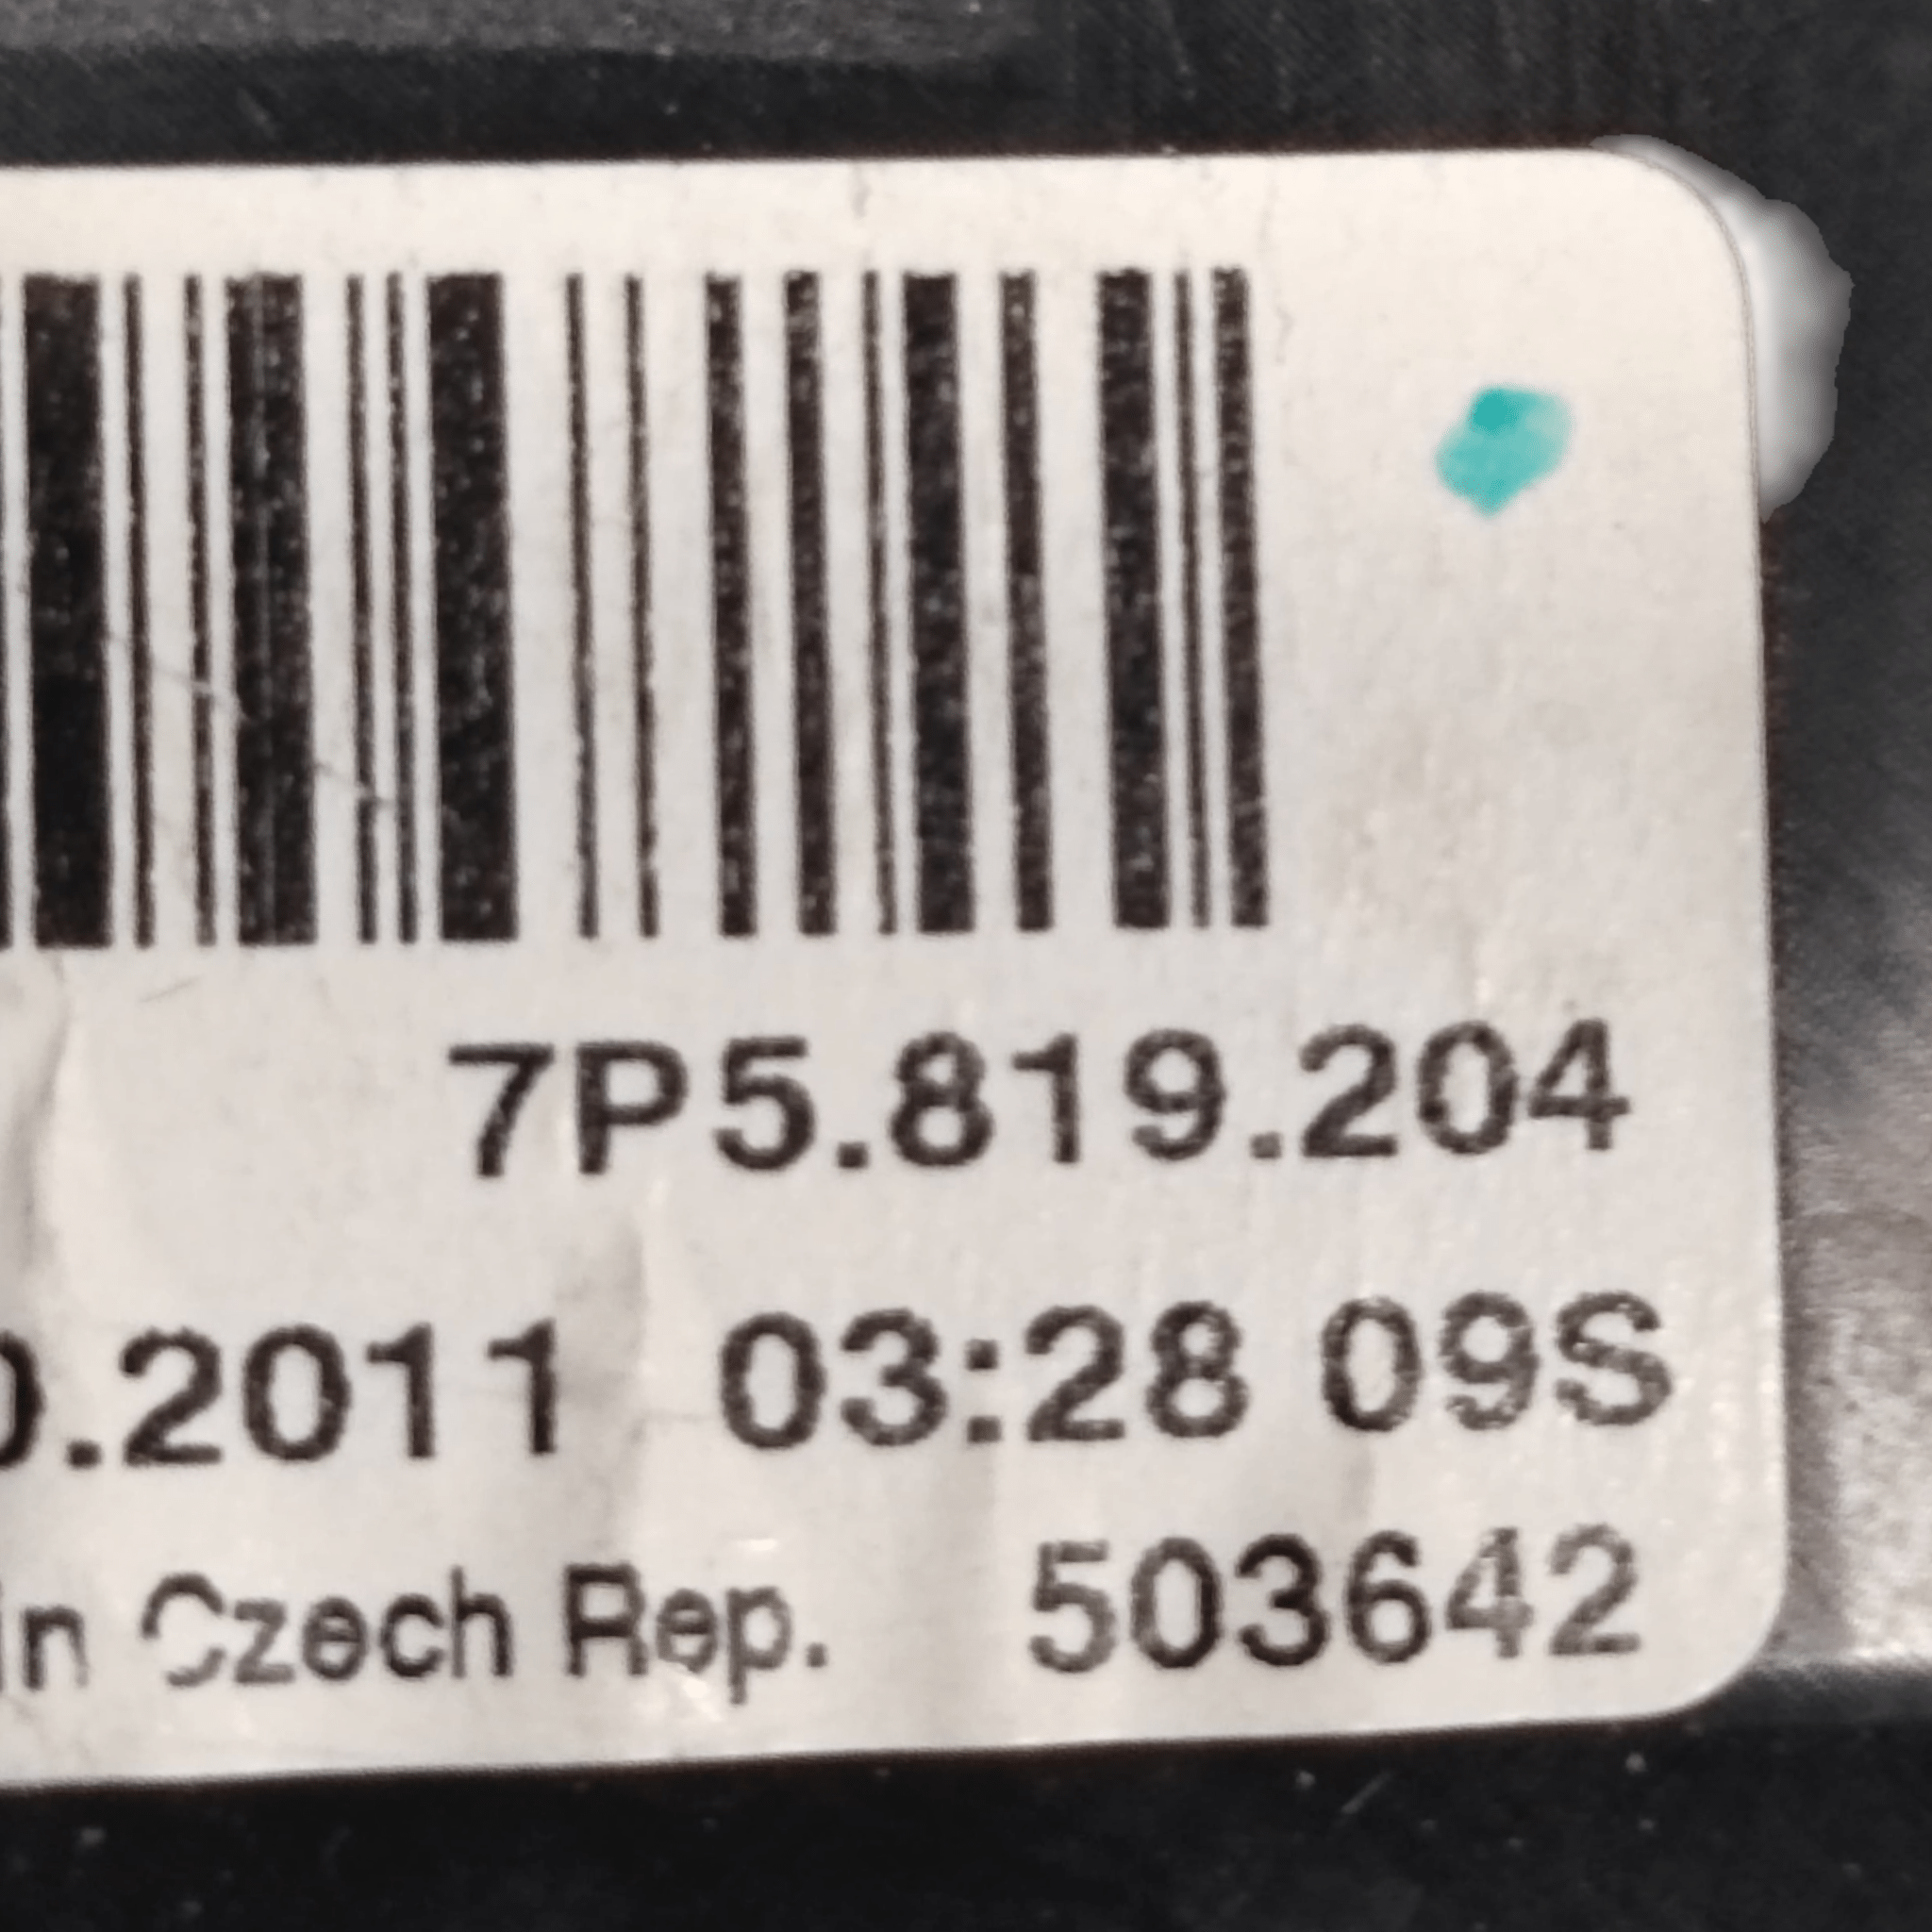 7P5.819.204
0.2011 03:28 09S
in Czech Rep. 503642